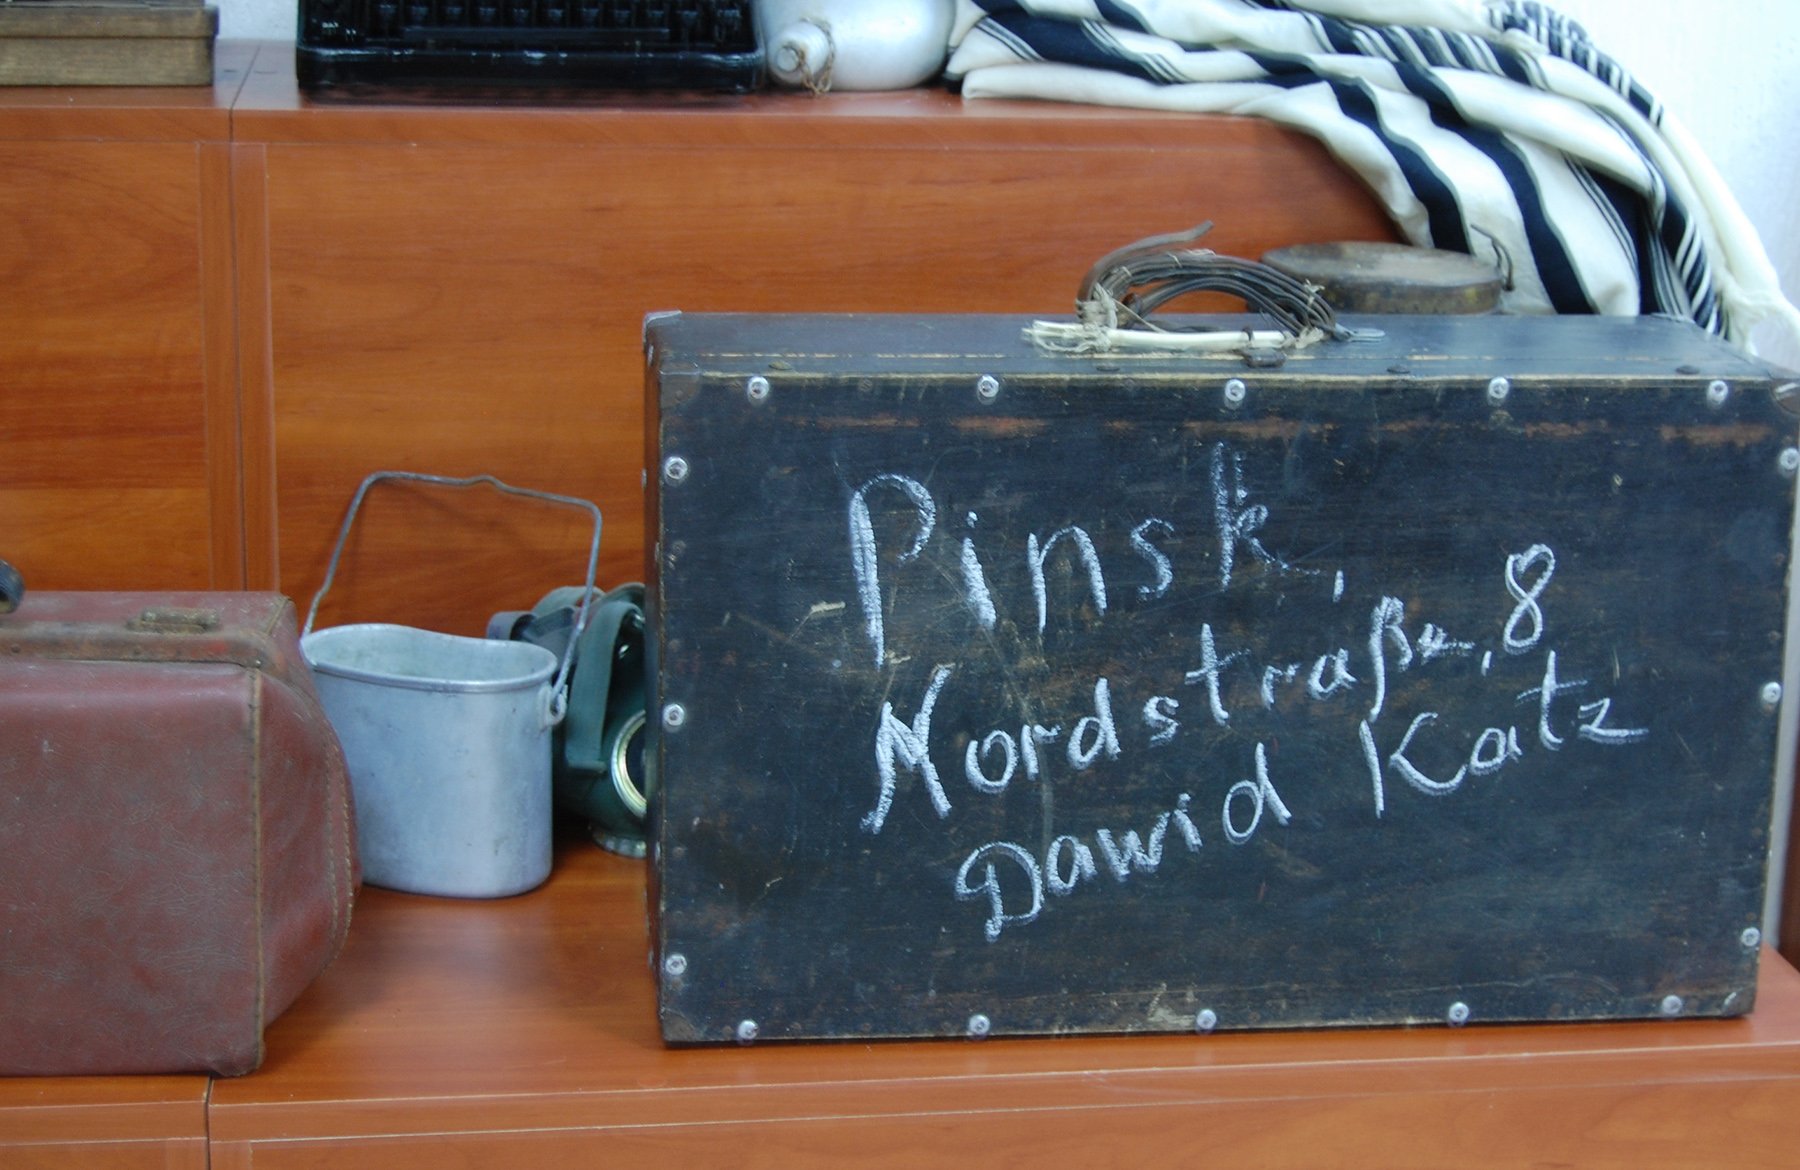 Pinsk,
Nordstraße, 8
Dawid Katz